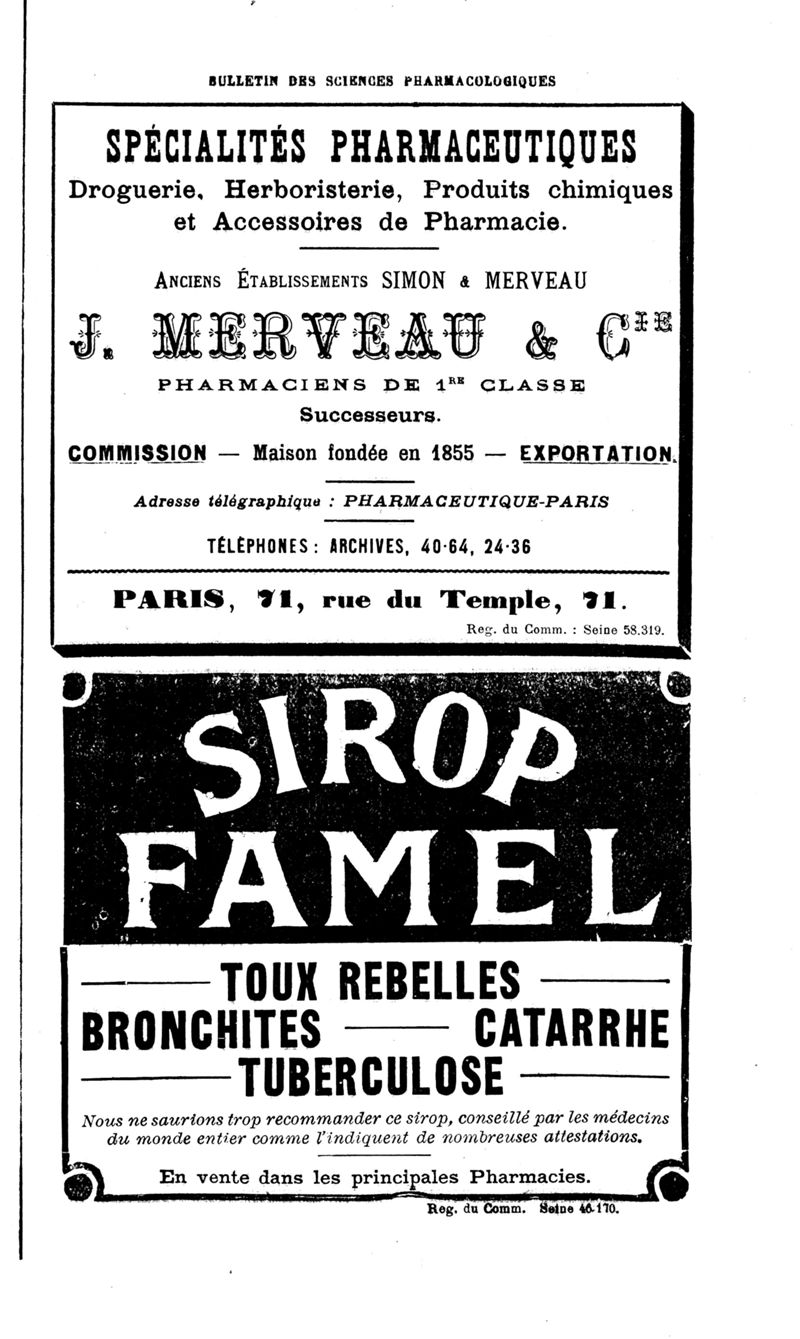 BULLETIN DES SCIENCES PHARMACOLOGIQUES
SPÉCIALITÉS PHARMACEUTIQUES
Droguerie, Herboristerie, Produits chimiques
et Accessoires de Pharmacie.
ANCIENS ÉTABLISSEMENTS SIMON & MERVEAU
J. MERVEAU & CIE
PHARMACIENS DE 1RE CLASSE
Successeurs.
COMMISSION — Maison fondée en 1855 — EXPORTATION.
Adresse télégraphique : PHARMACEUTIQUE-PARIS
TÉLÉPHONES : ARCHIVES, 40-64, 24-36
PARIS, 71, rue du Temple, 71.
Reg. du Comm. : Seine 58.319.
SIROP
FAMEL
TOUX REBELLES
BRONCHITES — CATARRHE
TUBERCULOSE
Nous ne saurions trop recommander ce sirop, conseillé par les médecins
du monde entier comme l'indiquent de nombreuses attestations.
En vente dans les principales Pharmacies.
Reg. du Comm. Seine 46.170.